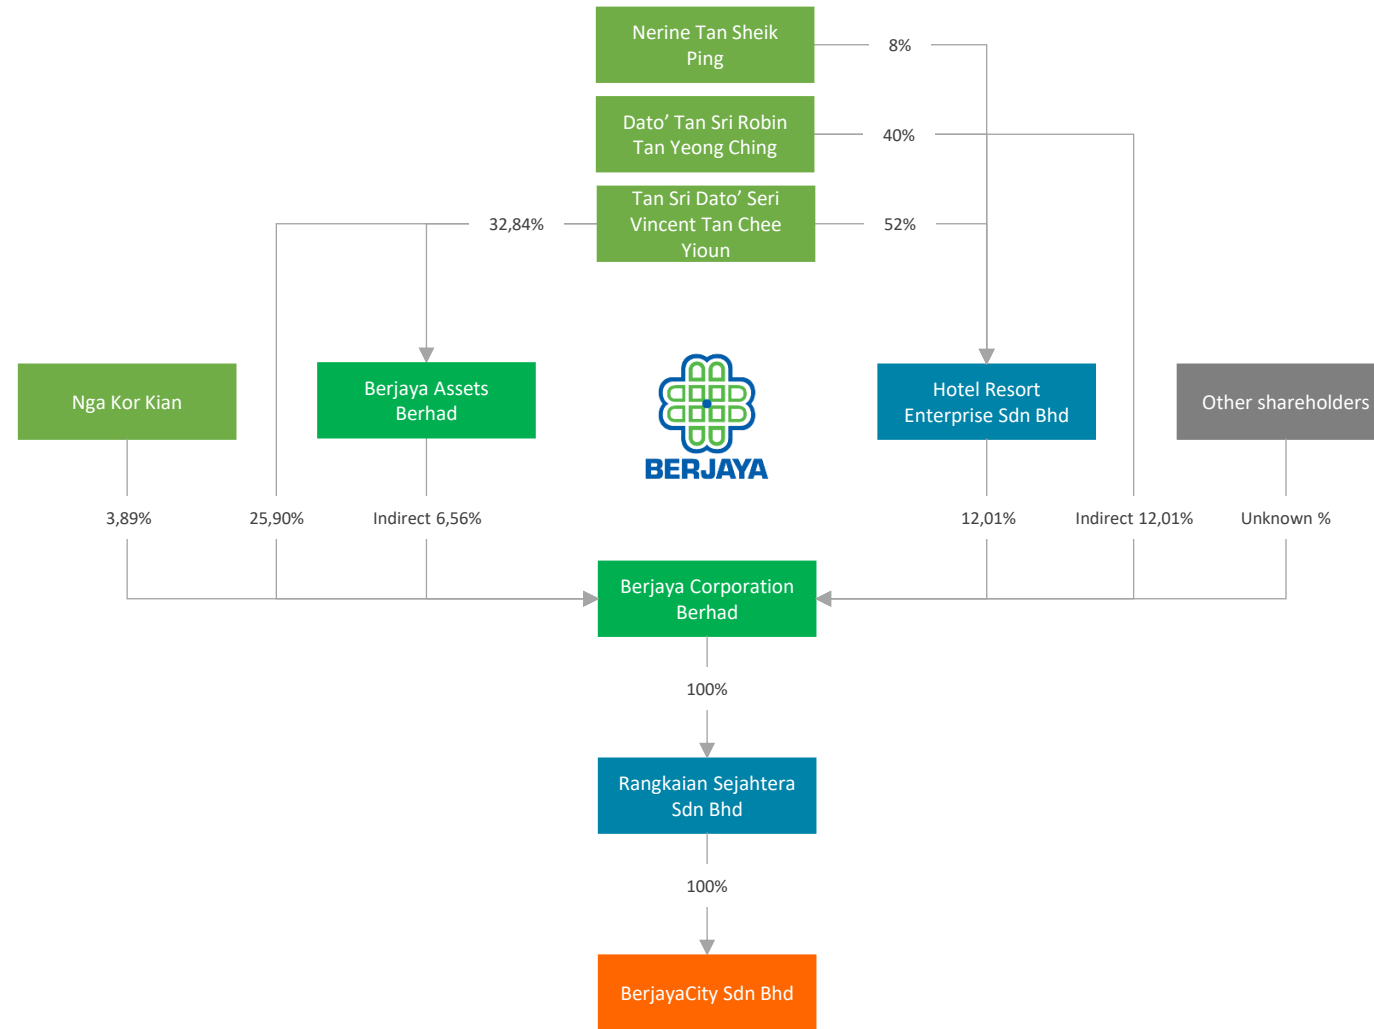 Nerine Tan Sheik
Ping
8%
Dato’ Tan Sri Robin
Tan Yeong Ching
40%
Tan Sri Dato’ Seri
Vincent Tan Chee
Yioun
32,84%
52%
Nga Kor Kian
Berjaya Assets
Berhad
BERJAYA
Hotel Resort
Enterprise Sdn Bhd
Other shareholders
3,89%
25,90%
Indirect 6,56%
12,01%
Indirect 12,01%
Unknown %
Berjaya Corporation
Berhad
100%
Rangkaian Sejahtera
Sdn Bhd
100%
BerjayaCity Sdn Bhd